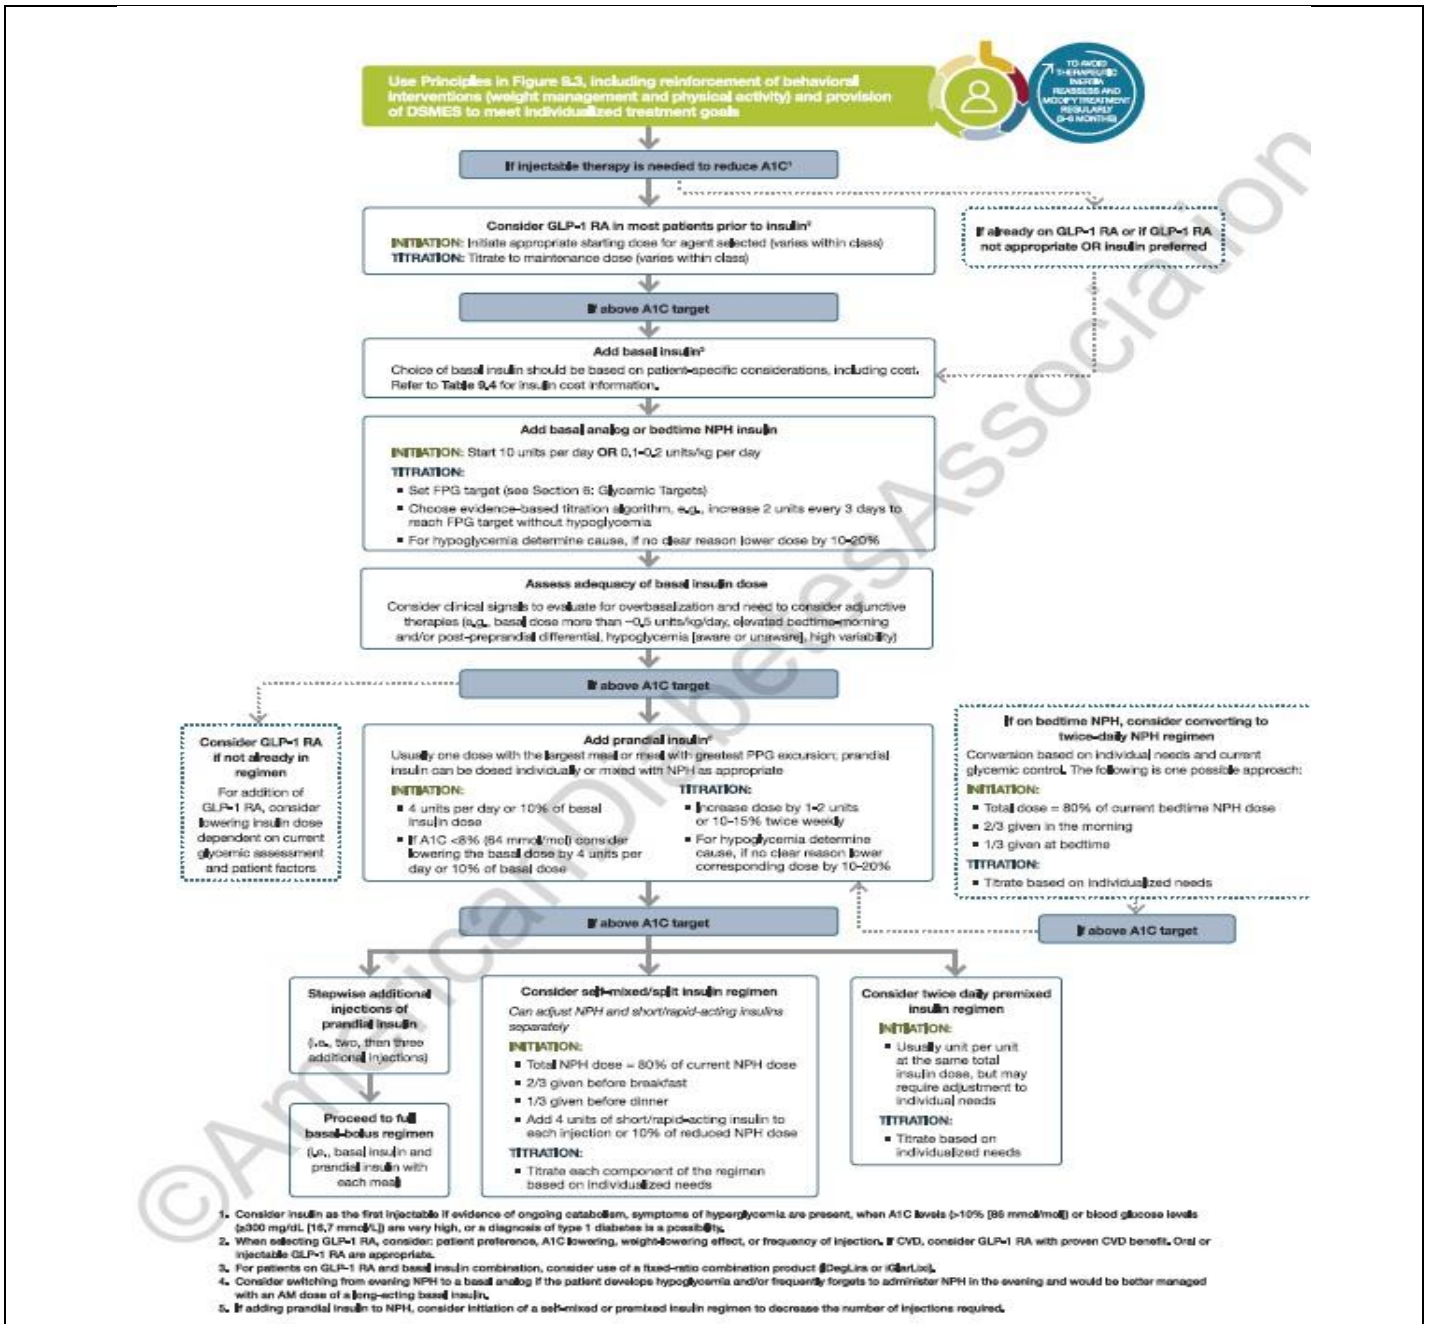 Use Principles in Figure 9.3, including reinforcement of behavioral
interventions (weight management and physical activity) and provision
of DSMES to meet individualized treatment goals
TO AVOID
THERAPEUTIC
INERTIA
REASSESS AND
MODIFY TREATMENT
REGULARLY
(3–6 MONTHS)
If injectable therapy is needed to reduce A1C¹
Consider GLP-1 RA in most patients prior to insulin²
INITIATION: Initiate appropriate starting dose for agent selected (varies within class)
TITRATION: Titrate to maintenance dose (varies within class)
If already on GLP-1 RA or if GLP-1 RA
not appropriate OR insulin preferred
If above A1C target
Add basal insulin³
Choice of basal insulin should be based on patient-specific considerations, including cost.
Refer to Table 9.4 for insulin cost information.
Add basal analog or bedtime NPH insulin
INITIATION: Start 10 units per day OR 0.1–0.2 units/kg per day
TITRATION:
▪ Set FPG target (see Section 6: Glycemic Targets)
▪ Choose evidence-based titration algorithm, e.g., increase 2 units every 3 days to
reach FPG target without hypoglycemia
▪ For hypoglycemia determine cause, if no clear reason lower dose by 10–20%
Assess adequacy of basal insulin dose
Consider clinical signals to evaluate for overbasalization and need to consider adjunctive
therapies (e.g., basal dose more than ~0.5 units/kg/day, elevated bedtime–morning
and/or post–preprandial differential, hypoglycemia [aware or unaware], high variability)
If above A1C target
Consider GLP-1 RA
if not already in
regimen
For addition of
GLP-1 RA, consider
lowering insulin dose
dependent on current
glycemic assessment
and patient factors
Add prandial insulin⁵
Usually one dose with the largest meal or meal with greatest PPG excursion; prandial
insulin can be dosed individually or mixed with NPH as appropriate
INITIATION:
▪ 4 units per day or 10% of basal
insulin dose
▪ If A1C <8% (64 mmol/mol) consider
lowering the basal dose by 4 units per
day or 10% of basal dose
TITRATION:
▪ Increase dose by 1–2 units
or 10–15% twice weekly
▪ For hypoglycemia determine
cause, if no clear reason lower
corresponding dose by 10–20%
If on bedtime NPH, consider converting to
twice-daily NPH regimen
Conversion based on individual needs and current
glycemic control. The following is one possible approach:
INITIATION:
▪ Total dose = 80% of current bedtime NPH dose
▪ 2/3 given in the morning
▪ 1/3 given at bedtime
TITRATION:
▪ Titrate based on individualized needs
If above A1C target
If above A1C target
Stepwise additional
injections of
prandial insulin
(i.e., two, then three
additional injections)
Proceed to full
basal-bolus regimen
(i.e., basal insulin and
prandial insulin with
each meal
Consider self-mixed/split insulin regimen
Can adjust NPH and short/rapid-acting insulins
separately
INITIATION:
▪ Total NPH dose = 80% of current NPH dose
▪ 2/3 given before breakfast
▪ 1/3 given before dinner
▪ Add 4 units of short/rapid-acting insulin to
each injection or 10% of reduced NPH dose
TITRATION:
▪ Titrate each component of the regimen
based on individualized needs
Consider twice daily premixed
insulin regimen
INITIATION:
▪ Usually unit per unit
at the same total
insulin dose, but may
require adjustment to
individual needs
TITRATION:
▪ Titrate based on
individualized needs
1. Consider insulin as the first injectable if evidence of ongoing catabolism, symptoms of hyperglycemia are present, when A1C levels (>10% [86 mmol/mol]) or blood glucose levels
(≥300 mg/dL [16.7 mmol/L]) are very high, or a diagnosis of type 1 diabetes is a possibility.
2. When selecting GLP-1 RA, consider: patient preference, A1C lowering, weight-lowering effect, or frequency of injection. If CVD, consider GLP-1 RA with proven CVD benefit. Oral or
injectable GLP-1 RA are appropriate.
3. For patients on GLP-1 RA and basal insulin combination, consider use of a fixed-ratio combination product (IDegLira or iGlarLixi).
4. Consider switching from evening NPH to a basal analog if the patient develops hypoglycemia and/or frequently forgets to administer NPH in the evening and would be better managed
with an AM dose of a long-acting basal insulin.
5. If adding prandial insulin to NPH, consider initiation of a self-mixed or premixed insulin regimen to decrease the number of injections required.
©AmericanDiabetesAssociation